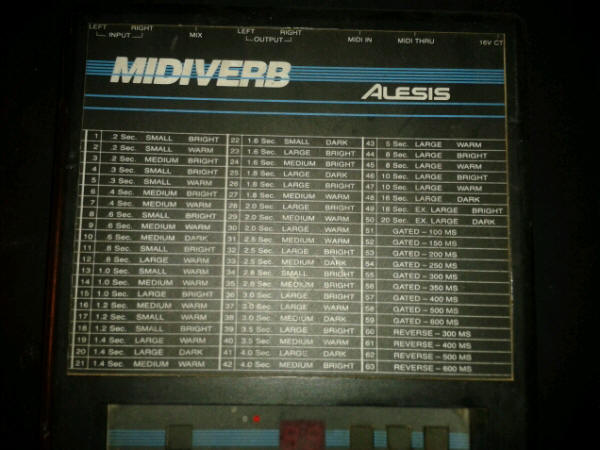 LEFT RIGHT
INPUT
MIX
LEFT RIGHT
OUTPUT
MIDI IN
MIDI THRU
16V CT
MIDIVERB
ALESIS
1 .2 Sec. SMALL BRIGHT
2 .2 Sec. SMALL WARM
3 .2 Sec. MEDIUM BRIGHT
4 .3 Sec. SMALL BRIGHT
5 .3 Sec. SMALL WARM
6 .4 Sec. MEDIUM BRIGHT
7 .4 Sec. MEDIUM WARM
8 .6 Sec. SMALL BRIGHT
9 .6 Sec. MEDIUM WARM
10 .6 Sec. MEDIUM DARK
11 .8 Sec. SMALL BRIGHT
12 .8 Sec. LARGE WARM
13 1.0 Sec. SMALL WARM
14 1.0 Sec. MEDIUM WARM
15 1.0 Sec. LARGE
16 1.2 Sec. MEDIUM BRIGHT
17 1.2 Sec. SMALL WARM
18 1.2 Sec. SMALL BRIGHT
19 1.4 Sec. LARGE WARM
20 1.4 Sec. LARGE DARK
21 1.4 Sec. MEDIUM WARM
22 1.6 Sec. SMALL DARK
23 1.6 Sec. LARGE BRIGHT
24 1.6 Sec. MEDIUM BRIGHT
25 1.8 Sec. DARK
26 1.8 Sec. LARGE BRIGHT
27 1.8 Sec. LARGE WARM
28 2.0 Sec. LARGE
29 2.0 Sec. MEDIUM WARM
30 2.0 Sec. LARGE WARM
31 2.5 Sec. MEDIUM
32 2.5 Sec. LARGE BRIGHT
33 2.5 Sec. MEDIUM DARK
34 Sec. SMALL BRIGHT
35 Sec. MEDIUM BRIGHT
36 3.0 Sec. LARGE BRIGHT
37 3.0 Sec. LARGE WARM
38 3.0 Sec. MEDIUM DARK
39 3.5 Sec. LARGE BRIGHT
40 3.5 Sec. MEDIUM WARM
41 4.0 Sec. LARGE DARK
42 4.0 Sec. MEDIUM BRIGHT
43 5 Sec. LARGE WARM
44 8 Sec. LARGE BRIGHT
45 8 Sec. LARGE WARM
46 10 Sec. LARGE BRIGHT
47 10 Sec. LARGE WARM
48 Sec. LARGE DARK
49 Sec. EX. LARGE BRIGHT
50 20 Sec. EX. LARGE DARK
51 GATED – 100 MS
52 GATED – 150 MS
53 GATED – 200 MS
54 GATED – 250 MS
55 GATED – 300 MS
56 GATED – 350 MS
57 GATED – 400 MS
58 GATED – 500 MS
59 GATED – 600 MS
60 REVERSE – 300 MS
61 REVERSE – 400 MS
62 REVERSE – 500 MS
63 REVERSE – 600 MS